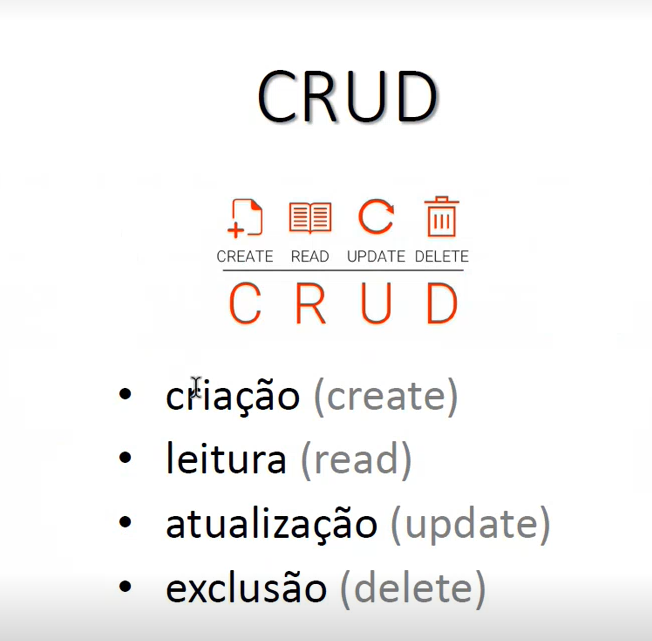 CRUD
CREATE READ UPDATE DELETE
C R U D
• criação (create)
• leitura (read)
• atualização (update)
• exclusão (delete)